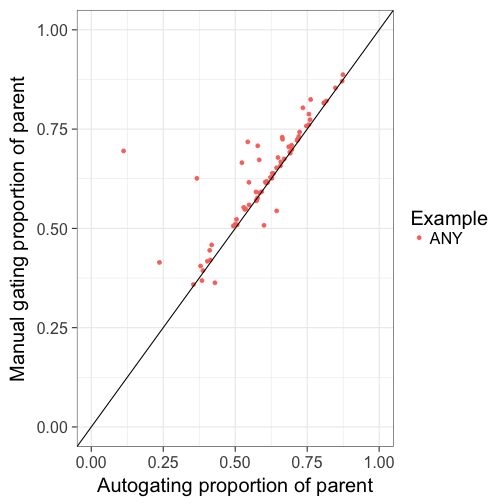 Manual gating proportion of parent
1.00
0.75
0.50
0.25
0.00
0.00 0.25 0.50 0.75 1.00
Autogating proportion of parent
Example
ANY